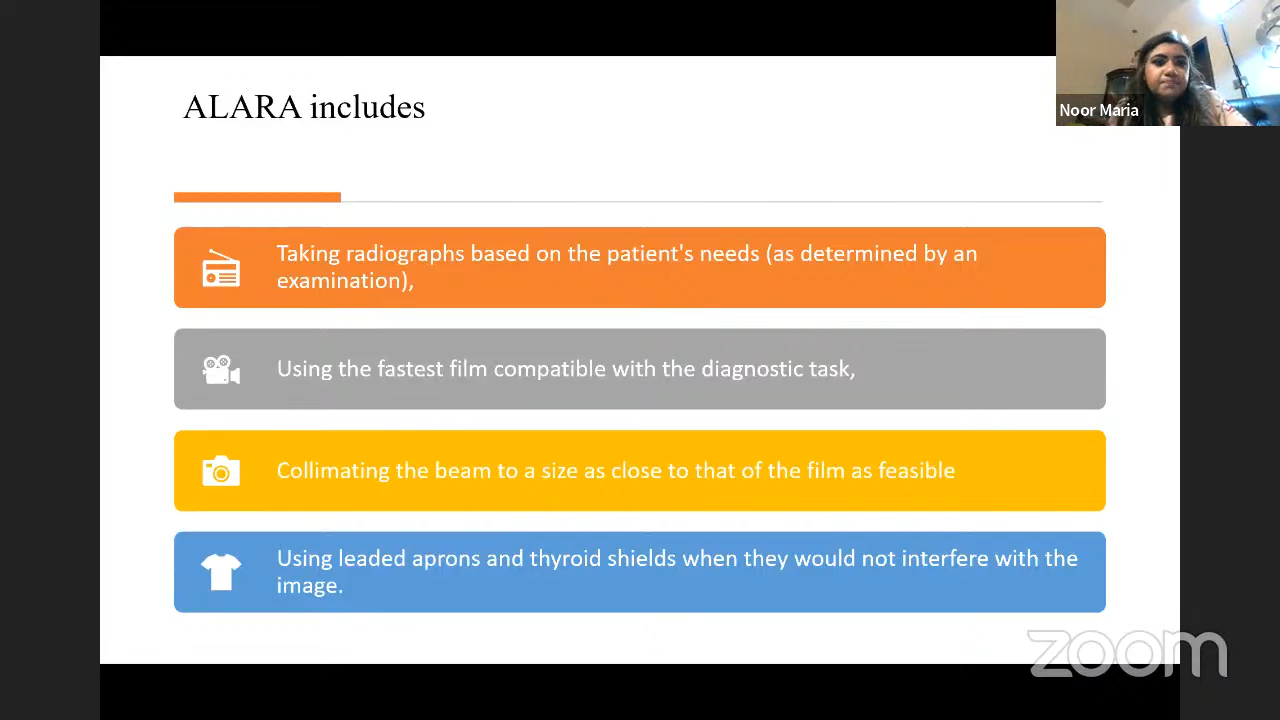 ALARA includes
Noor Maria
Taking radiographs based on the patient's needs (as determined by an
examination),
Using the fastest film compatible with the diagnostic task,
Collimating the beam to a size as close to that of the film as feasible
Using leaded aprons and thyroid shields when they would not interfere with the
image.
zoom